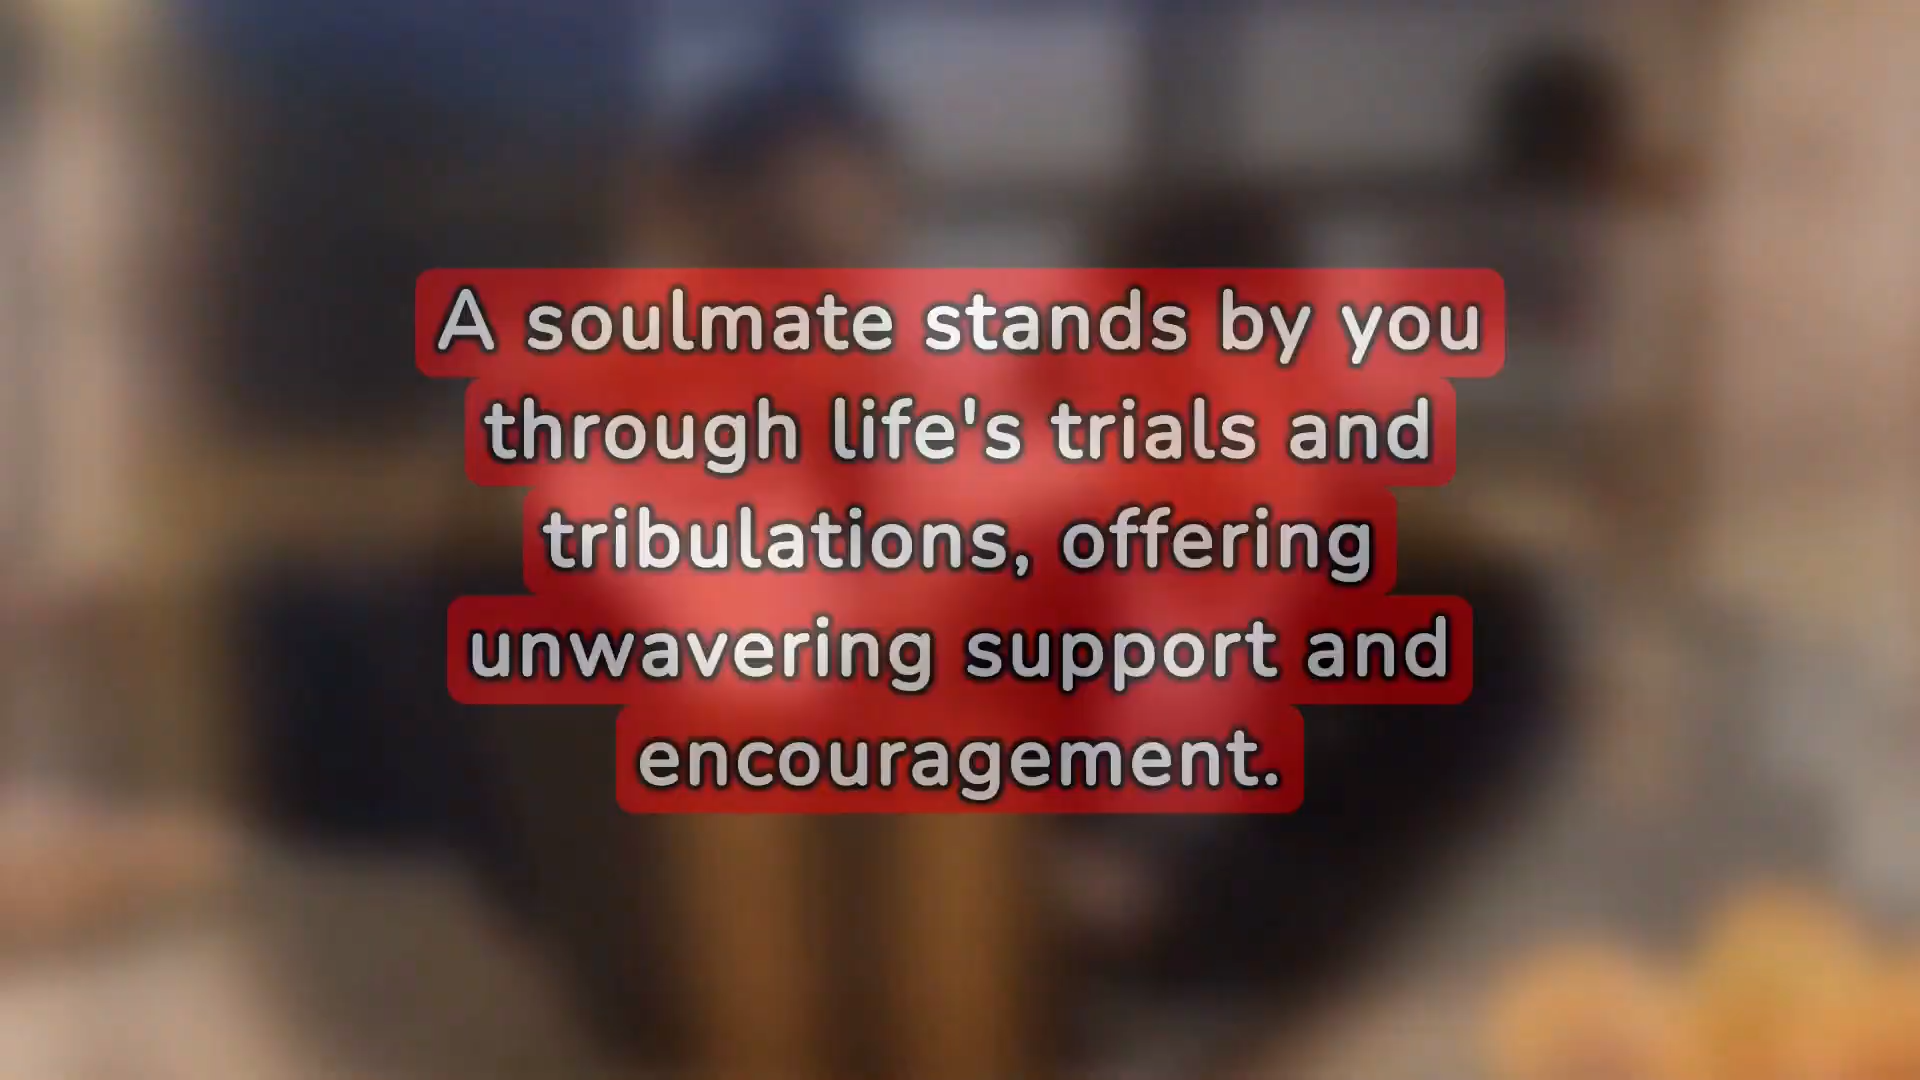 A soulmate stands by you
through life's trials and
tribulations, offering
unwavering support and
encouragement.